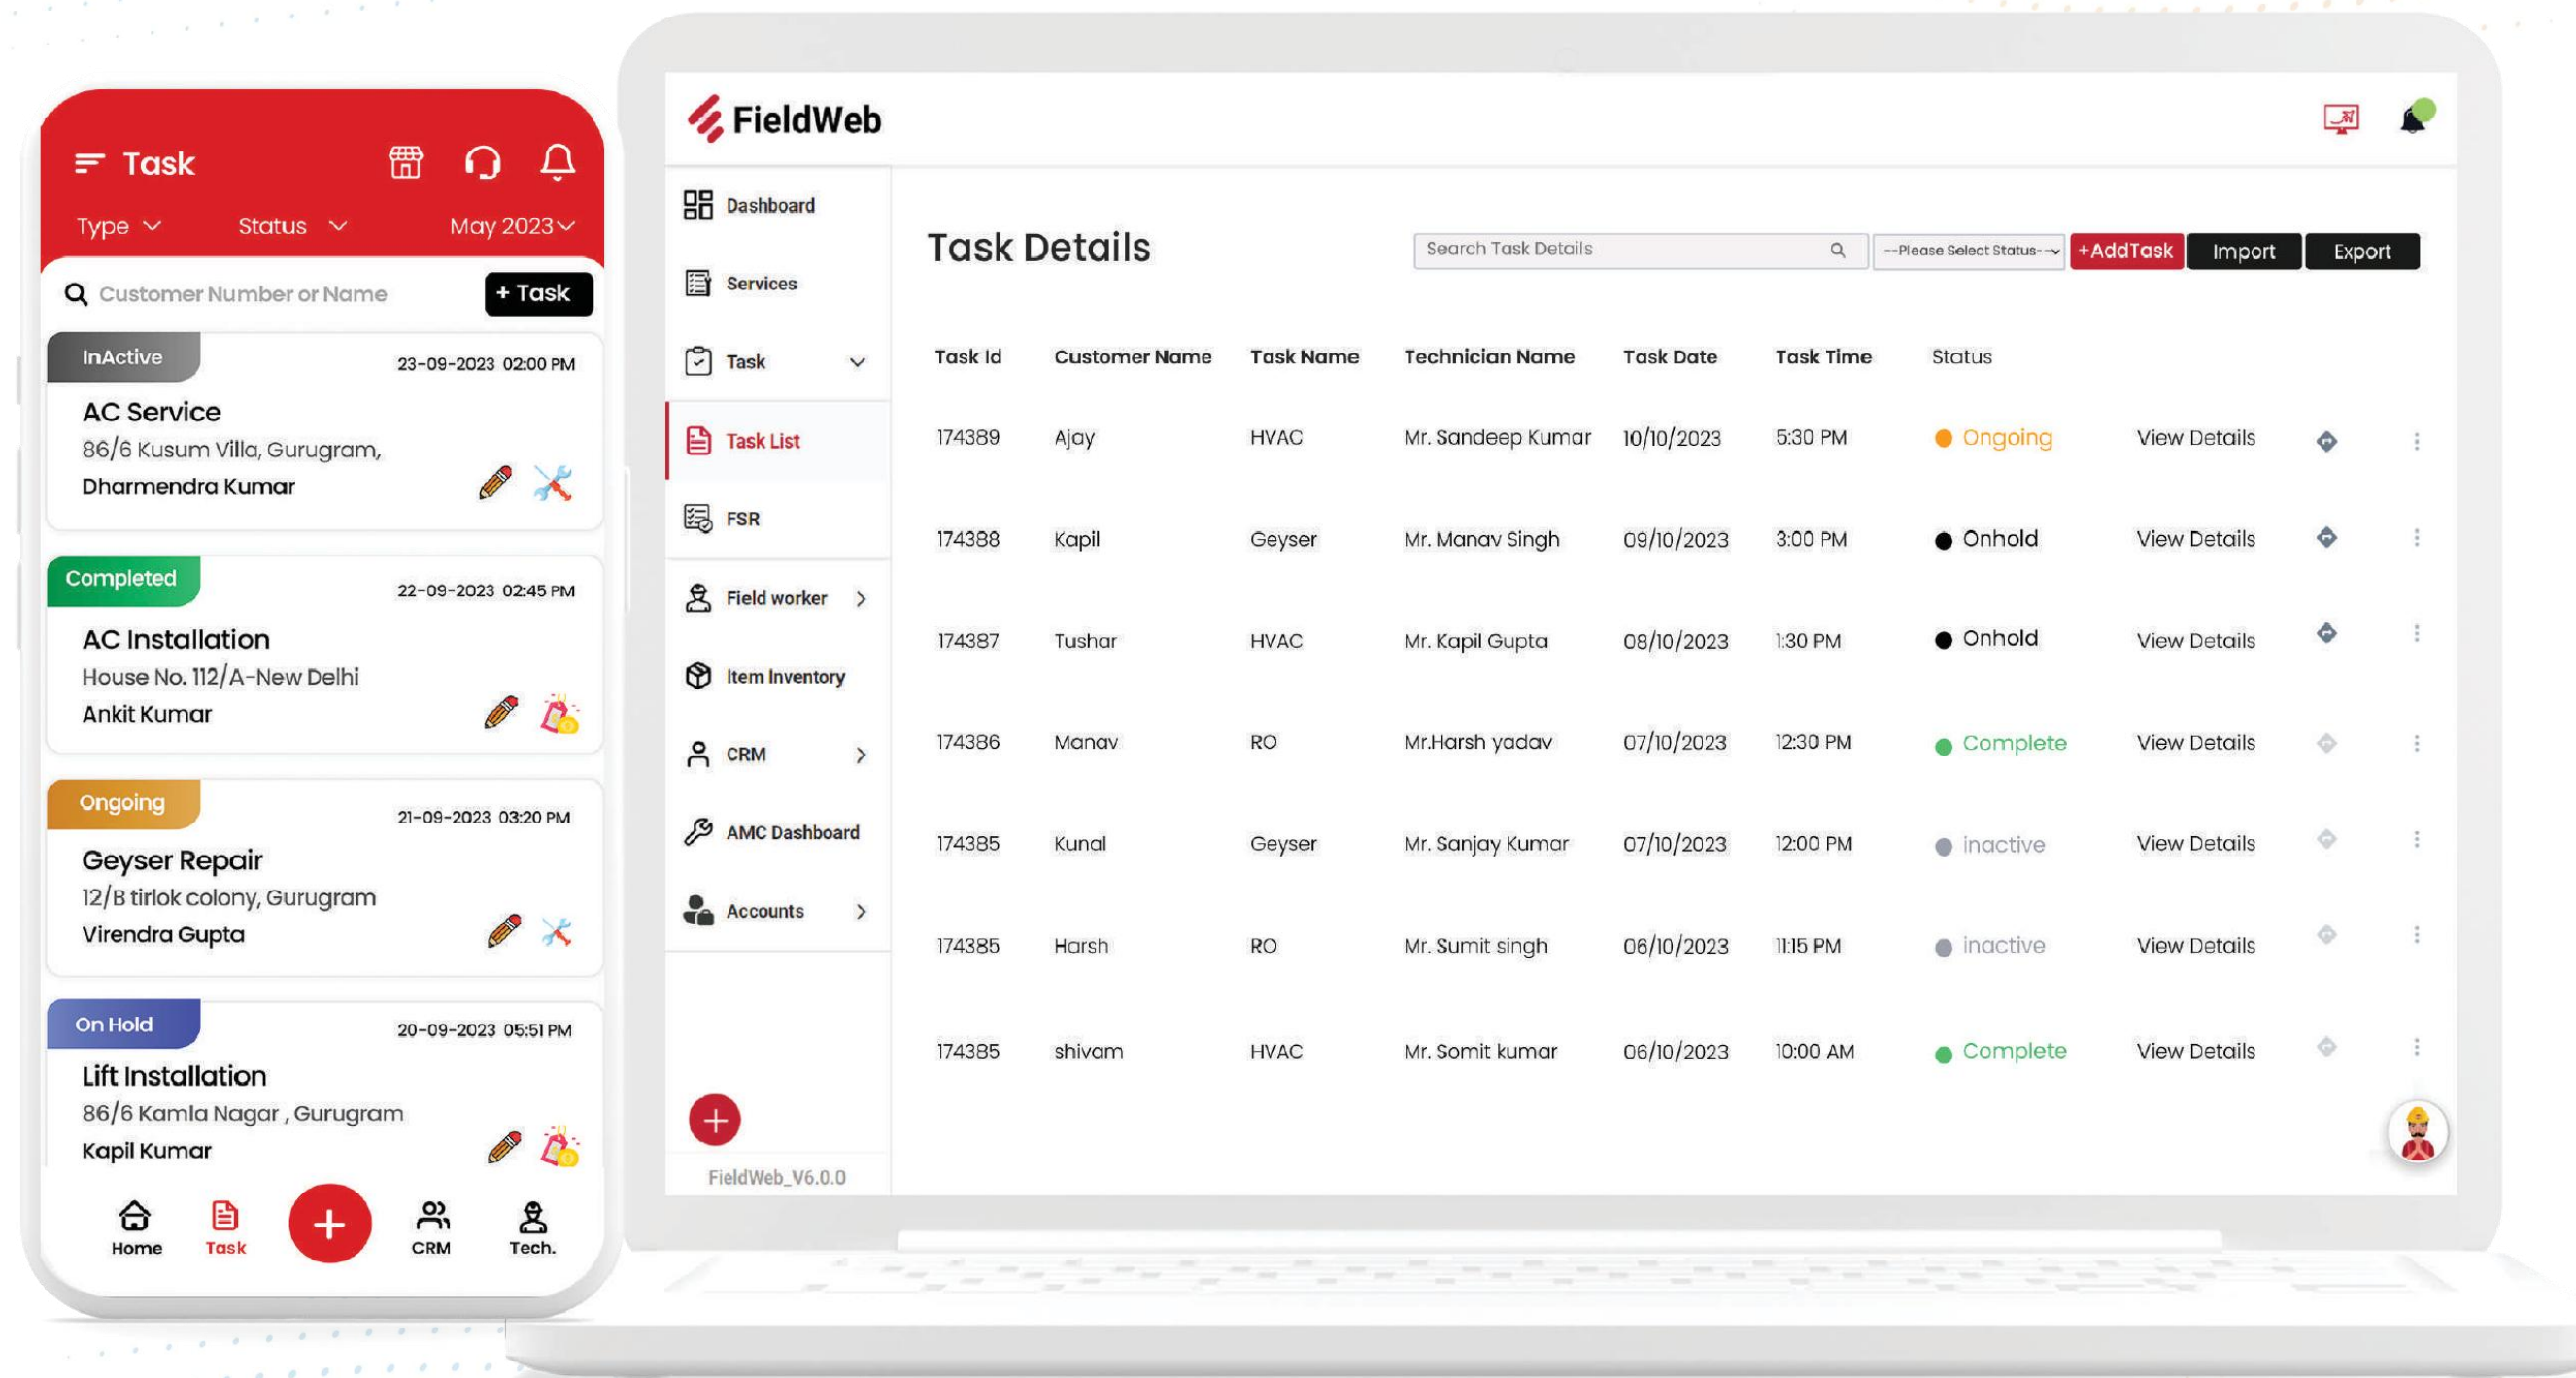 Task
Type Status May 2023
Customer Number or Name + Task
InActive 23-09-2023 02:00 PM
AC Service
86/6 Kusum Villa, Gurugram,
Dharmendra Kumar
Completed 22-09-2023 02:45 PM
AC Installation
House No. 112/A-New Delhi
Ankit Kumar
Ongoing 21-09-2023 03:20 PM
Geyser Repair
12/B tirlok colony, Gurugram
Virendra Gupta
On Hold 20-09-2023 05:51 PM
Lift Installation
86/6 Kamla Nagar , Gurugram
Kapil Kumar
Home Task CRM Tech.
FieldWeb
Dashboard
Services
Task
Task List
FSR
Field worker
Item Inventory
CRM
AMC Dashboard
Accounts
FieldWeb_V6.0.0
Task Details Search Task Details --Please Select Status-- +AddTask Import Export
Task Id Customer Name Task Name Technician Name Task Date Task Time Status
174389 Ajay HVAC Mr. Sandeep Kumar 10/10/2023 5:30 PM Ongoing View Details
174388 Kapil Geyser Mr. Manav Singh 09/10/2023 3:00 PM Onhold View Details
174387 Tushar HVAC Mr. Kapil Gupta 08/10/2023 1:30 PM Onhold View Details
174386 Manav RO Mr.Harsh yadav 07/10/2023 12:30 PM Complete View Details
174385 Kunal Geyser Mr. Sanjay Kumar 07/10/2023 12:00 PM inactive View Details
174385 Harsh RO Mr. Sumit singh 06/10/2023 11:15 PM inactive View Details
174385 shivam HVAC Mr. Somit kumar 06/10/2023 10:00 AM Complete View Details